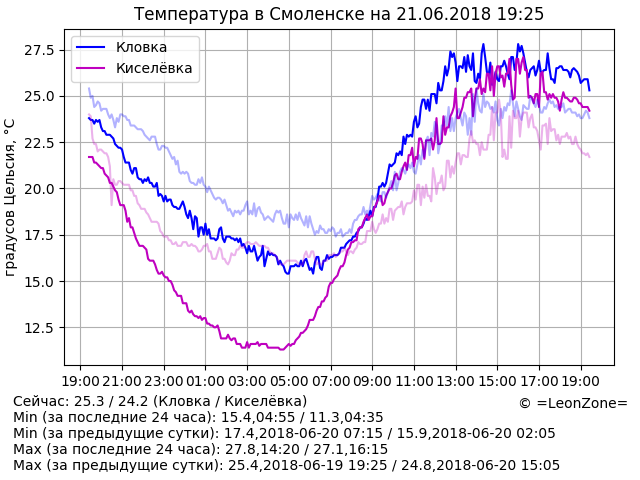 Температура в Смоленске на 21.06.2018 19:25
Кловка
Киселёвка
градусов Цельсия, °C
27.5
25.0
22.5
20.0
17.5
15.0
12.5
19:00 21:00 23:00 01:00 03:00 05:00 07:00 09:00 11:00 13:00 15:00 17:00 19:00
Сейчас: 25.3 / 24.2 (Кловка / Киселёвка)
© =LeonZone=
Min (за последние 24 часа): 15.4,04:55 / 11.3,04:35
Min (за предыдущие сутки): 17.4,2018-06-20 07:15 / 15.9,2018-06-20 02:05
Max (за последние 24 часа): 27.8,14:20 / 27.1,16:15
Max (за предыдущие сутки): 25.4,2018-06-19 19:25 / 24.8,2018-06-20 15:05